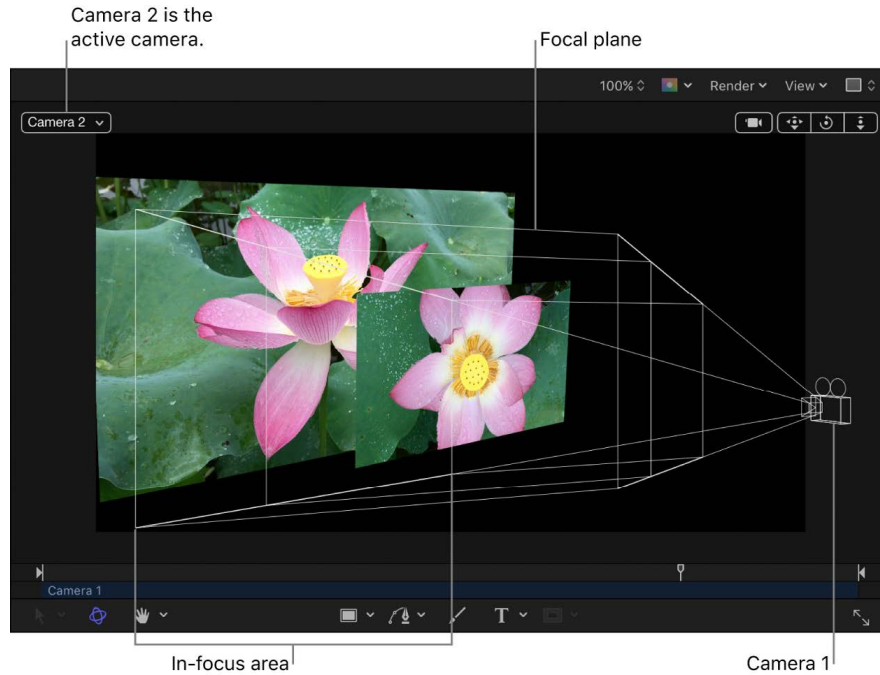 Camera 2 is the
active camera.
Focal plane
100% Render View
Camera 2
Camera 1
T
In-focus area
Camera 1